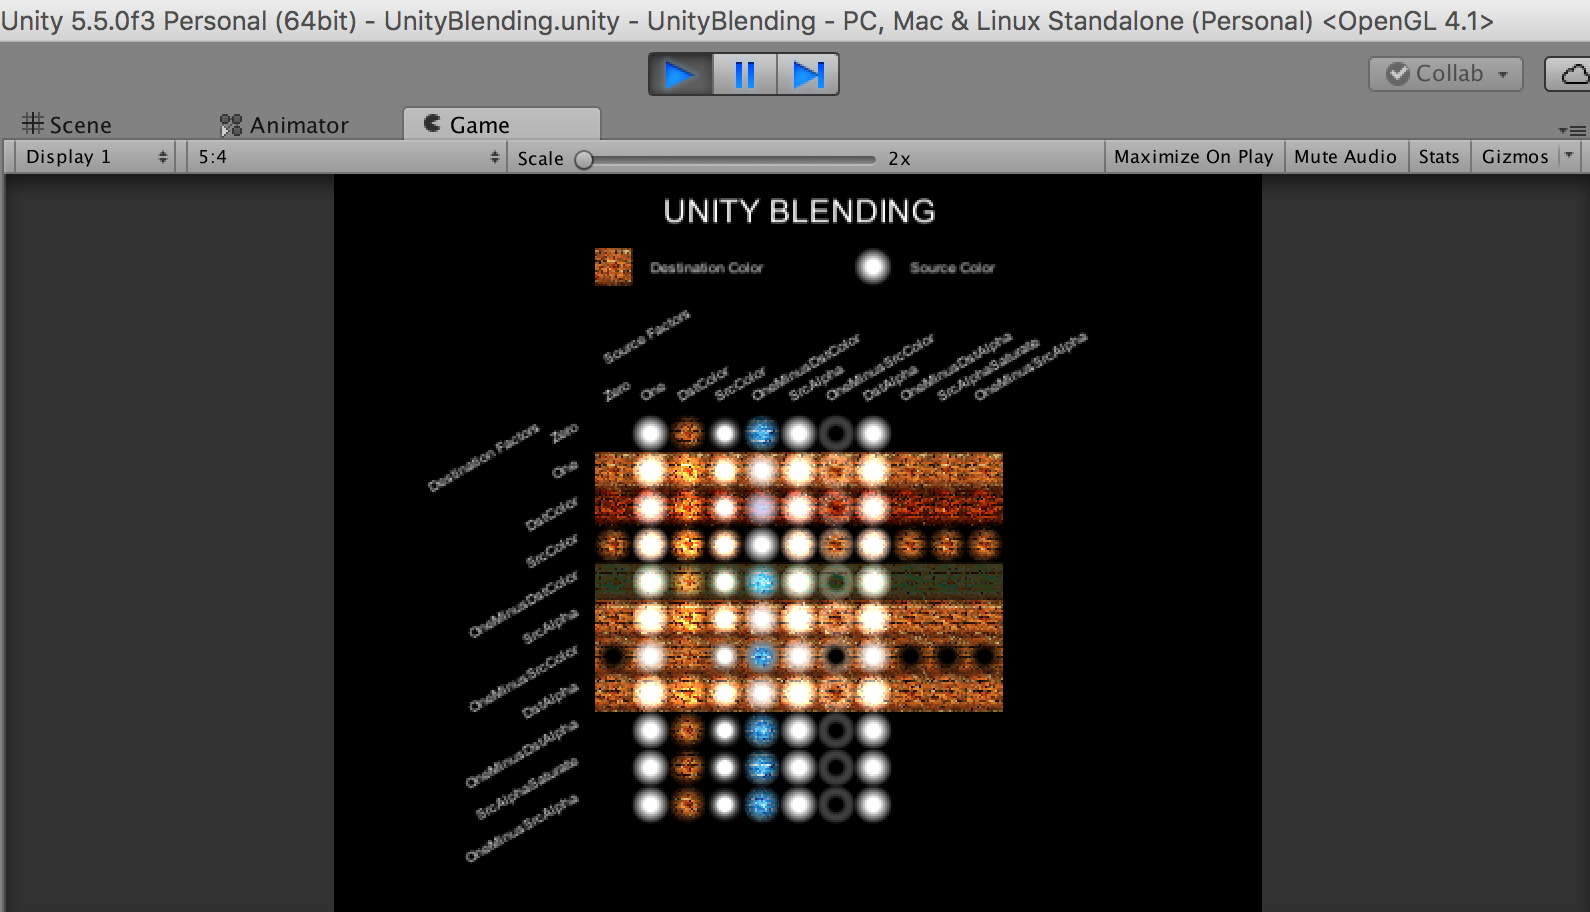 Unity 5.5.0f3 Personal (64bit) - UnityBlending.unity - UnityBlending - PC, Mac & Linux Standalone (Personal) <OpenGL 4.1>
Collab
Scene
Animator
Game
Display 1
5:4
Scale
2x
Maximize On Play
Mute Audio
Stats
Gizmos
UNITY BLENDING
Destination Color
Source Color
Source Factors
Zero
One
DstColor
SrcColor
OneMinusDstColor
SrcAlpha
OneMinusSrcColor
DstAlpha
OneMinusDstAlpha
SrcAlphaSaturate
OneMinusSrcAlpha
Destination Factors
Zero
One
DstColor
SrcColor
OneMinusDstColor
SrcAlpha
OneMinusSrcColor
DstAlpha
OneMinusDstAlpha
SrcAlphaSaturate
OneMinusSrcAlpha